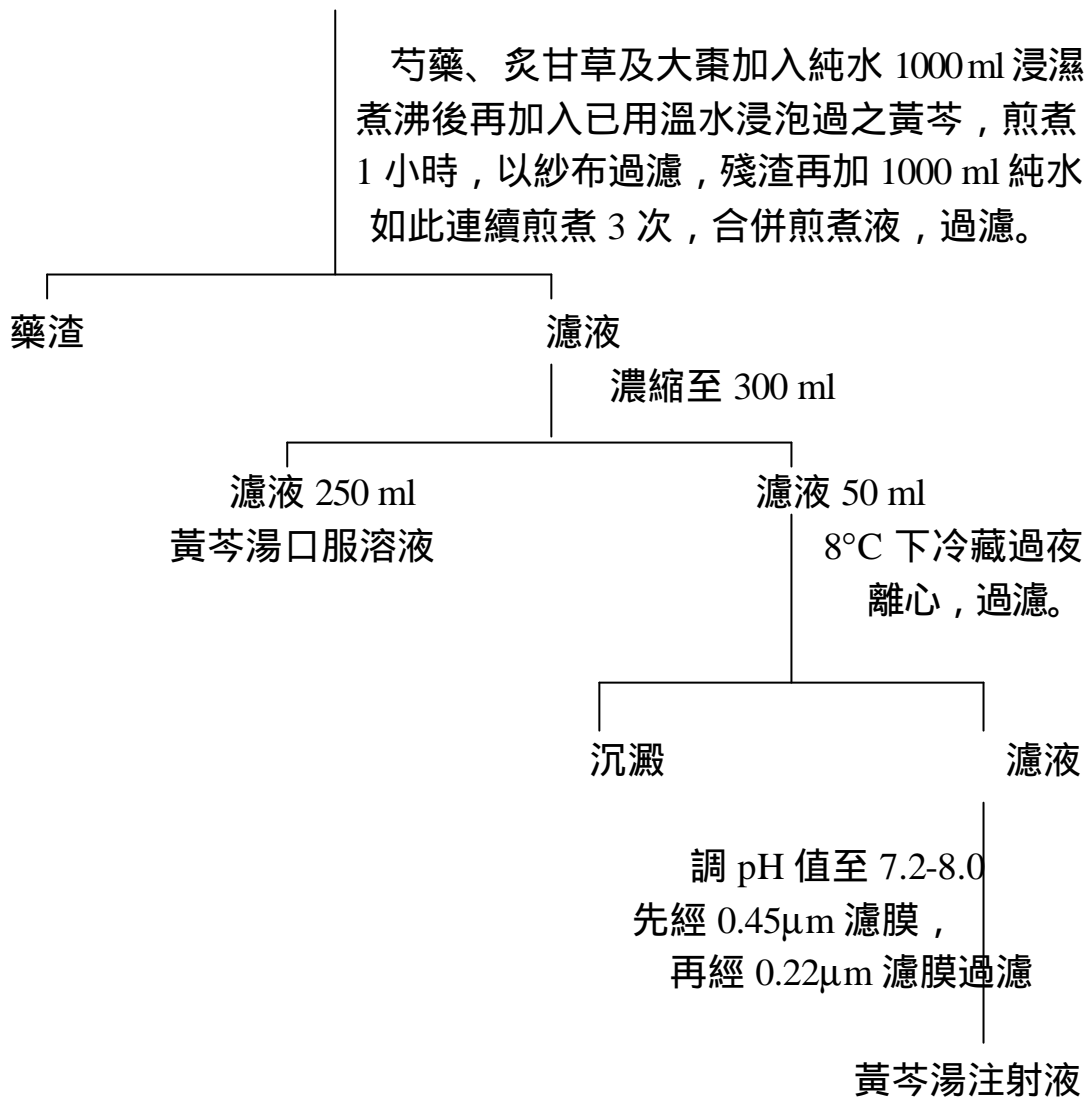 芍藥、炙甘草及大棗加入純水 1000 ml 浸濕
煮沸後再加入已用溫水浸泡過之黃芩，煎煮
1 小時，以紗布過濾，殘渣再加 1000 ml 純水
如此連續煎煮 3 次，合併煎煮液，過濾。
藥渣
濾液
濃縮至 300 ml
濾液 250 ml
黃芩湯口服溶液
濾液 50 ml
8°C 下冷藏過夜
離心，過濾。
沉澱
濾液
調 pH 值至 7.2-8.0
先經 0.45μm 濾膜，
再經 0.22μm 濾膜過濾
黃芩湯注射液